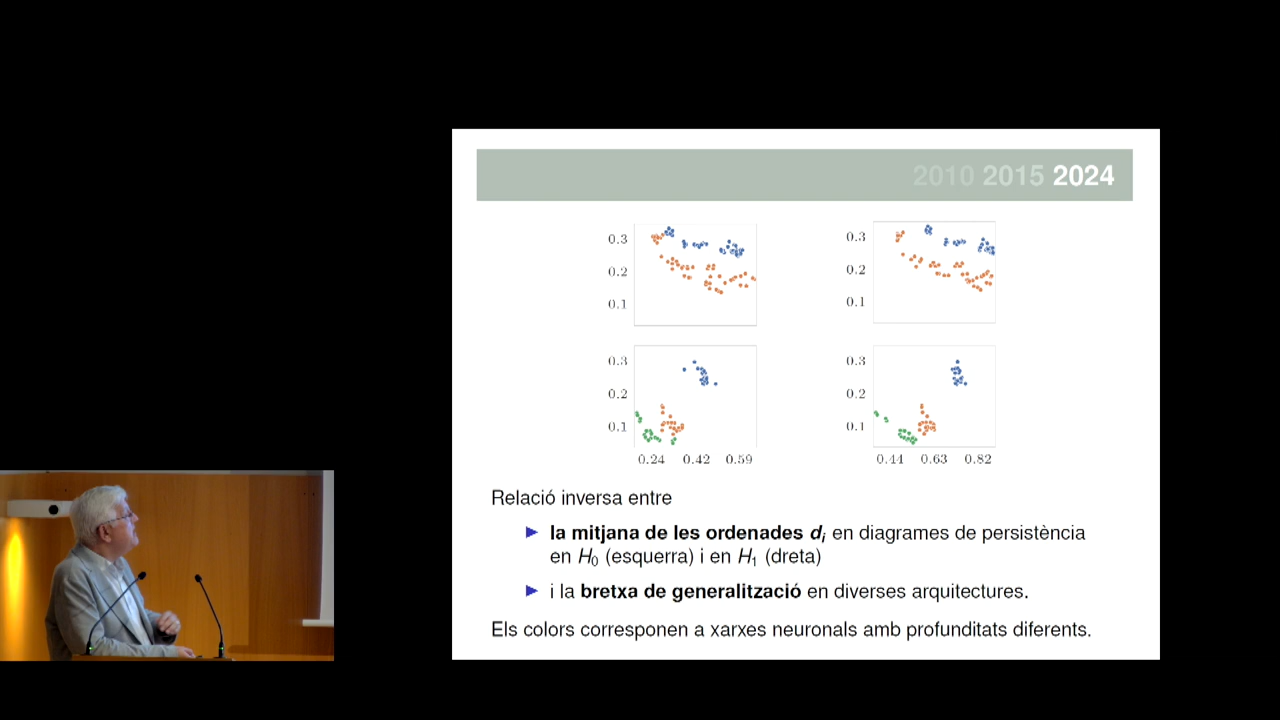 2010 2015 2024
0.3
0.2
0.1
0.3
0.2
0.1
0.3
0.2
0.1
0.24 0.42 0.59
0.3
0.2
0.1
0.44 0.63 0.82
Relació inversa entre
▶ la mitjana de les ordenades dᵢ en diagrames de persistència
en H₀ (esquerra) i en H₁ (dreta)
▶ i la bretxa de generalització en diverses arquitectures.
Els colors corresponen a xarxes neuronals amb profunditats diferents.